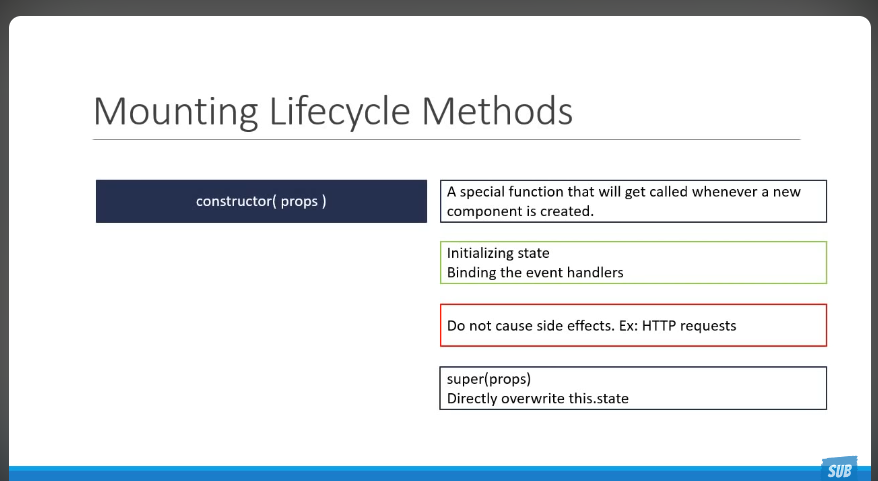 Mounting Lifecycle Methods
constructor( props )
A special function that will get called whenever a new
component is created.
Initializing state
Binding the event handlers
Do not cause side effects. Ex: HTTP requests
super(props)
Directly overwrite this.state
SUB